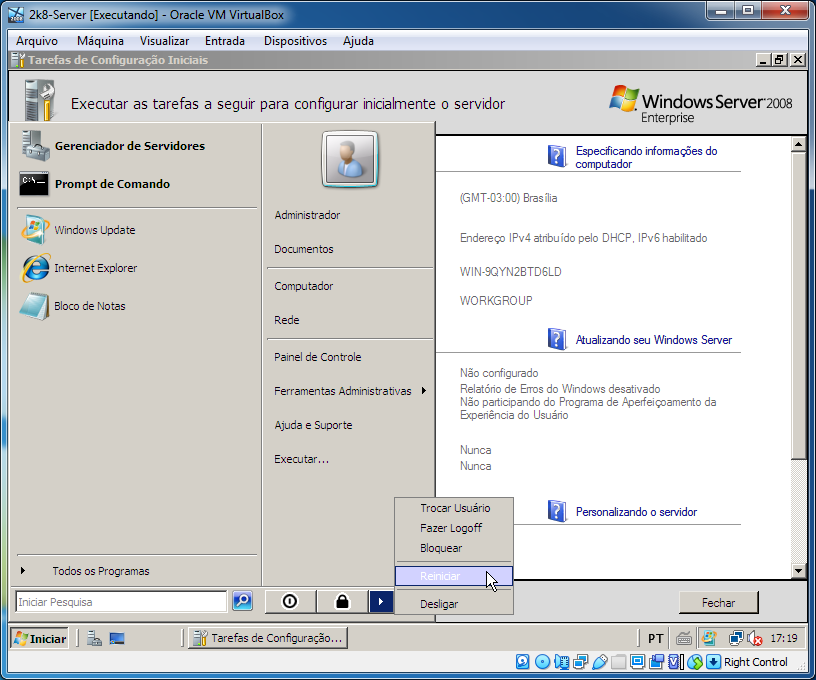 2k8-Server [Executando] - Oracle VM VirtualBox
Arquivo Máquina Visualizar Entrada Dispositivos Ajuda
Tarefas de Configuração Iniciais
Executar as tarefas a seguir para configurar inicialmente o servidor
Windows Server 2008
Enterprise
Gerenciador de Servidores
Prompt de Comando
Windows Update
Internet Explorer
Bloco de Notas
Todos os Programas
Iniciar Pesquisa
Administrador
Documentos
Computador
Rede
Painel de Controle
Ferramentas Administrativas
Ajuda e Suporte
Executar...
Trocar Usuário
Fazer Logoff
Bloquear
Reiniciar
Desligar
Especificando informações do
computador
(GMT-03:00) Brasília
Endereço IPv4 atribuído pelo DHCP, IPv6 habilitado
WIN-9QYN2BTD6LD
WORKGROUP
Atualizando seu Windows Server
Não configurado
Relatório de Erros do Windows desativado
Não participando do Programa de Aperfeiçoamento da
Experiência do Usuário
Nunca
Nunca
Personalizando o servidor
Fechar
Iniciar
Tarefas de Configuração...
PT
17:19
Right Control